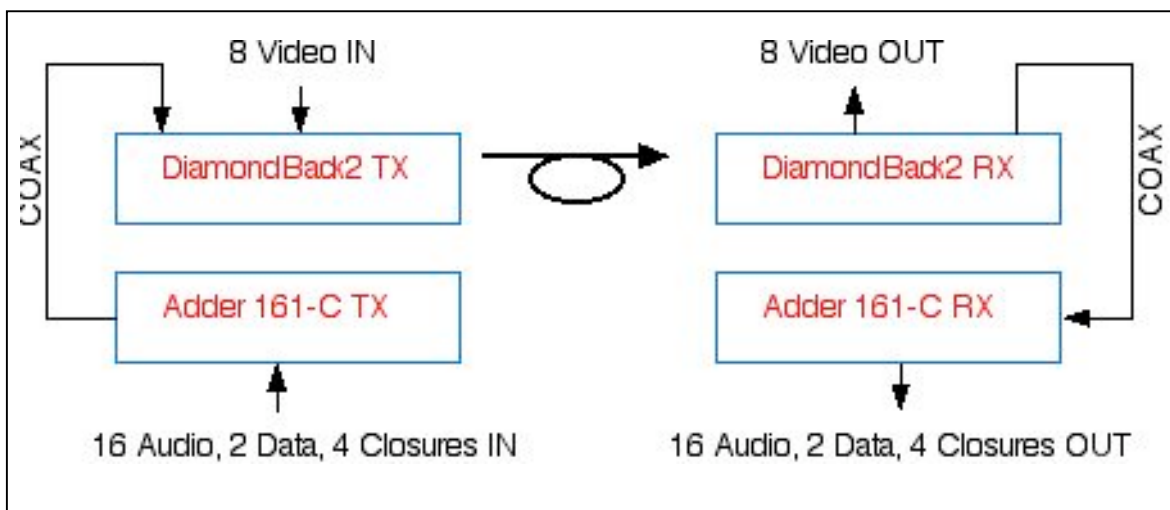 8 Video IN
8 Video OUT
COAX
DiamondBack2 TX
DiamondBack2 RX
COAX
Adder 161-C TX
Adder 161-C RX
16 Audio, 2 Data, 4 Closures IN
16 Audio, 2 Data, 4 Closures OUT